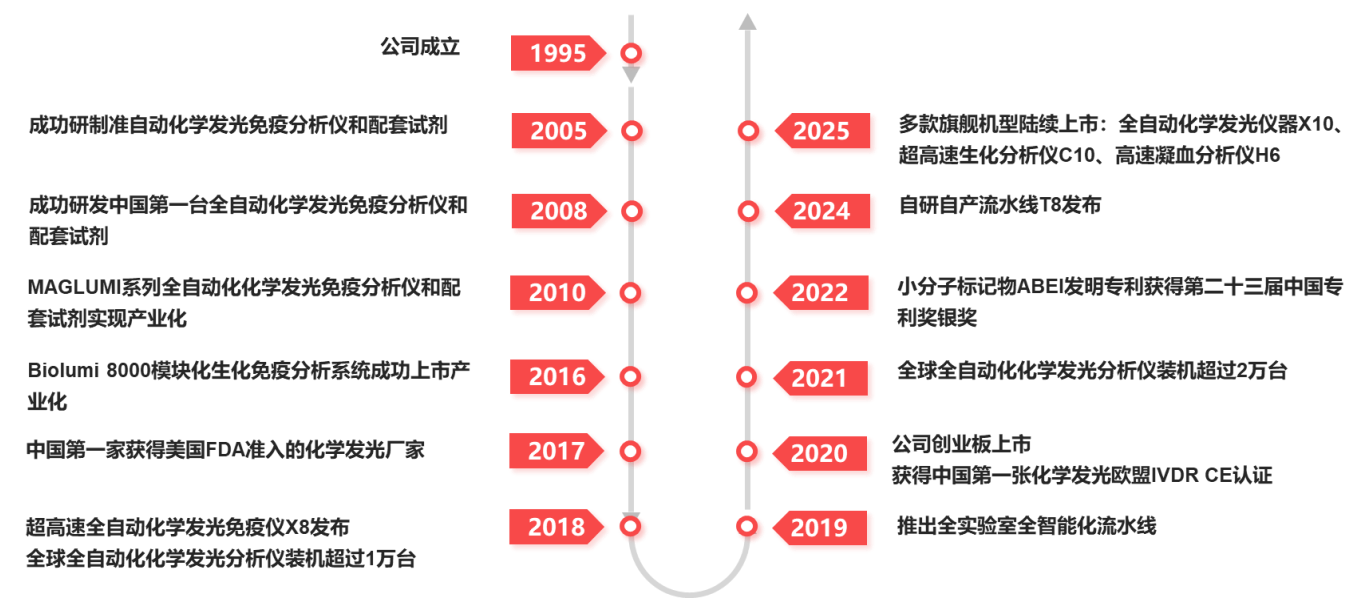 公司成立
1995
成功研制准自动化学发光免疫分析仪和配套试剂
2005
成功研发中国第一台全自动化学发光免疫分析仪和
配套试剂
2008
MAGLUMI系列全自动化化学发光免疫分析仪和配
套试剂实现产业化
2010
Biolumi 8000模块化生化免疫分析系统成功上市产
业化
2016
中国第一家获得美国FDA准入的化学发光厂家
2017
超高速全自动化学发光免疫仪X8发布
全球全自动化化学发光分析仪装机超过1万台
2018
2019
推出全实验室全智能化流水线
2020
公司创业板上市
获得中国第一张化学发光欧盟IVDR CE认证
2021
全球全自动化化学发光分析仪装机超过2万台
2022
小分子标记物ABEI发明专利获得第二十三届中国专
利奖银奖
2024
自研自产流水线T8发布
2025
多款旗舰机型陆续上市：全自动化学发光仪器X10、
超高速生化分析仪C10、高速凝血分析仪H6